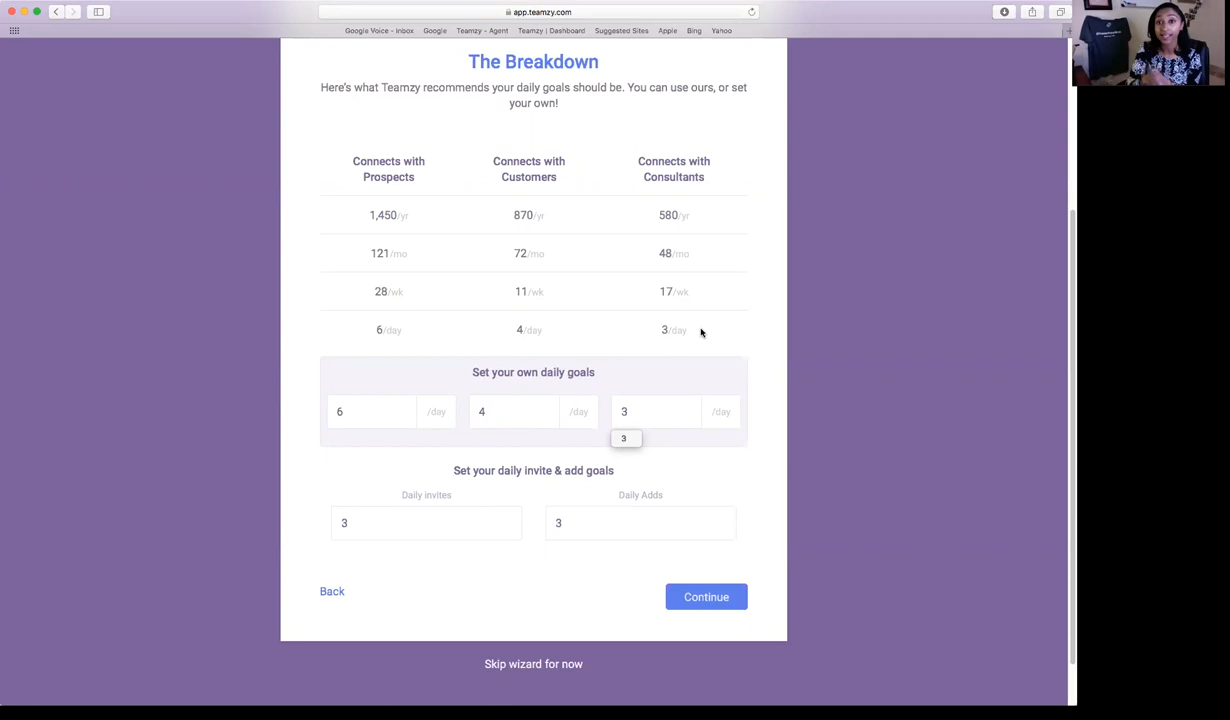 app.teamzy.com
Google Voice - Inbox Google Teamzy - Agent Teamzy | Dashboard Suggested Sites Apple Bing Yahoo
The Breakdown
Here's what Teamzy recommends your daily goals should be. You can use ours, or set
your own!
Connects with
Prospects
Connects with
Customers
Connects with
Consultants
1,450/yr 870/yr 580/yr
121/mo 72/mo 48/mo
28/wk 11/wk 17/wk
6/day 4/day 3/day
Set your own daily goals
6 /day 4 /day 3 /day
3
Set your daily invite & add goals
Daily invites Daily Adds
3 3
Back Continue
Skip wizard for now